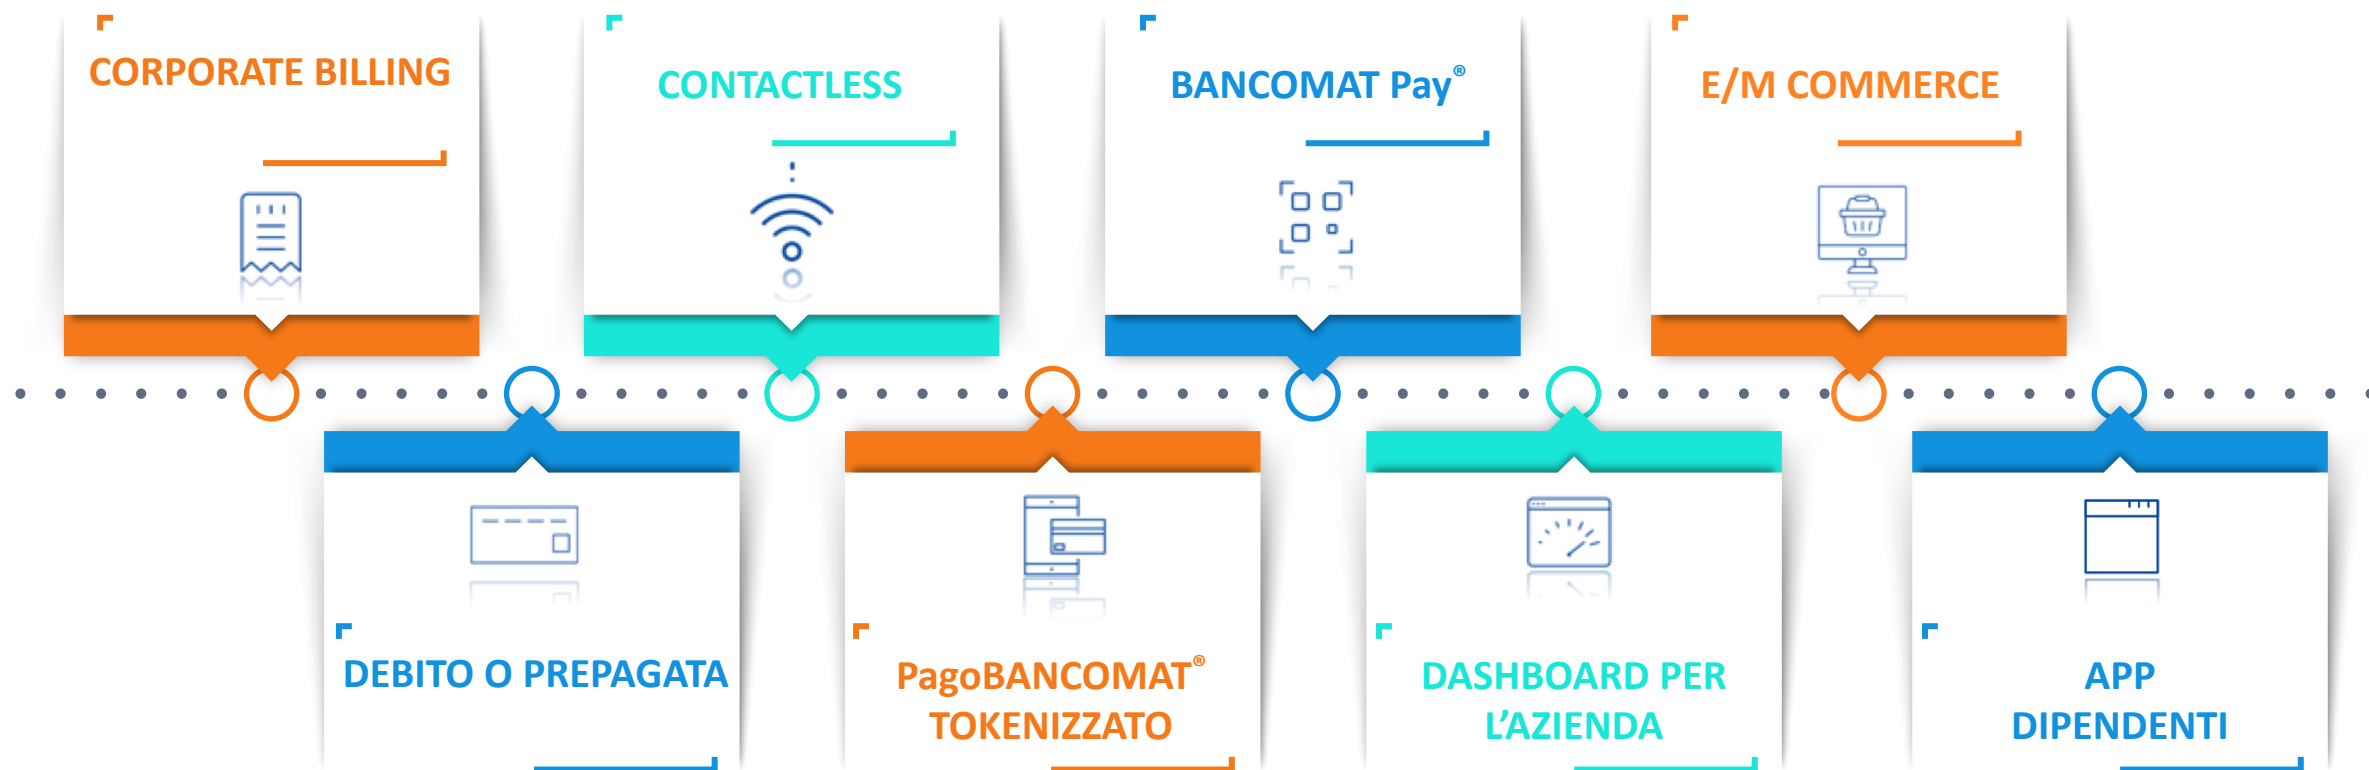 CORPORATE BILLING
CONTACTLESS
BANCOMAT Pay®
E/M COMMERCE
DEBITO O PREPAGATA
PagoBANCOMAT®
TOKENIZZATO
DASHBOARD PER
L’AZIENDA
APP
DIPENDENTI